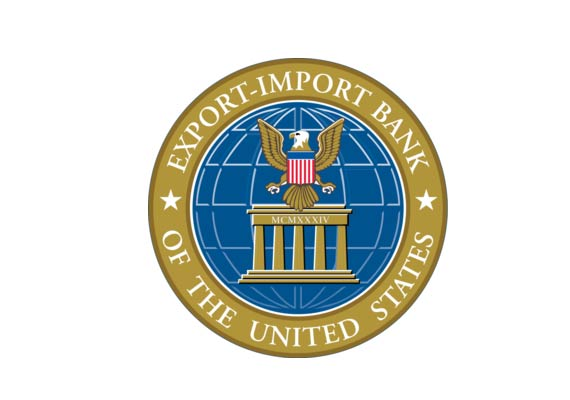 EXPORT-IMPORT BANK
OF THE UNITED STATES
MCMXXXIV